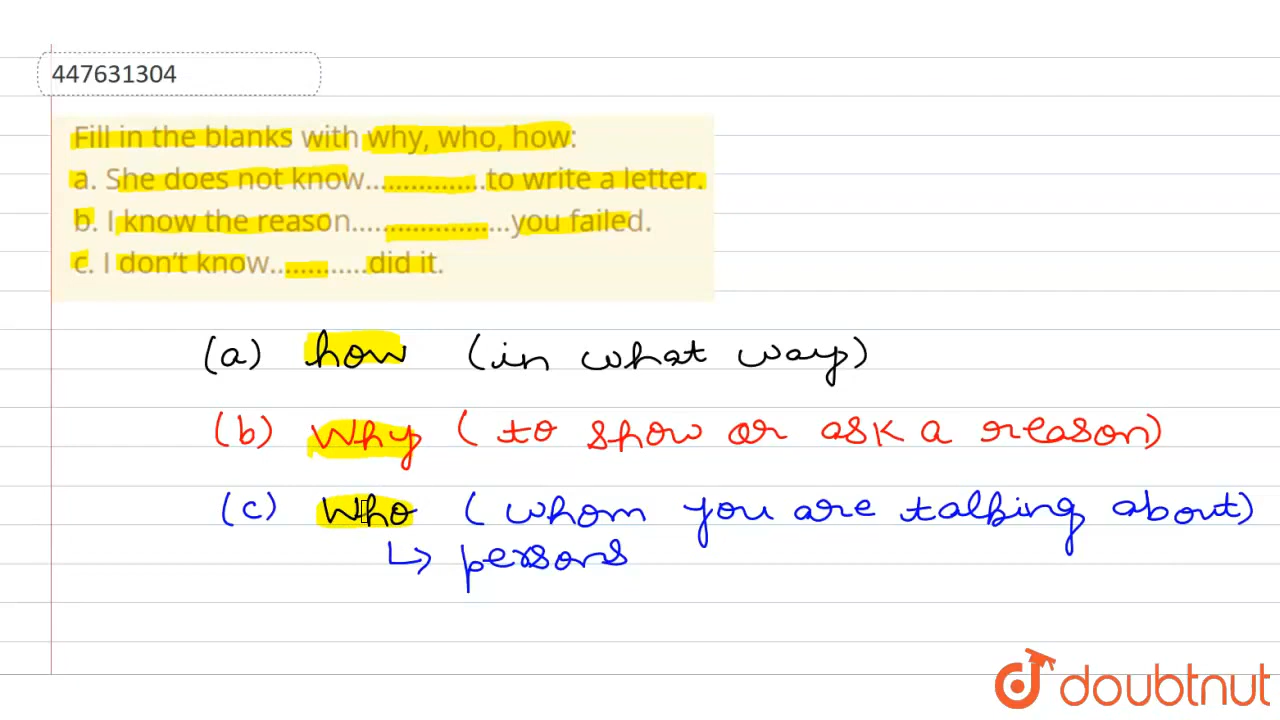 447631304
Fill in the blanks with why, who, how:
a. She does not know................to write a letter.
b. I know the reason.....................you failed.
c. I don’t know.............did it.
(a) how (in what way)
(b) Why (to show or ask a reason)
(c) Who (whom you are talking about)
↳ persons
doubtnut